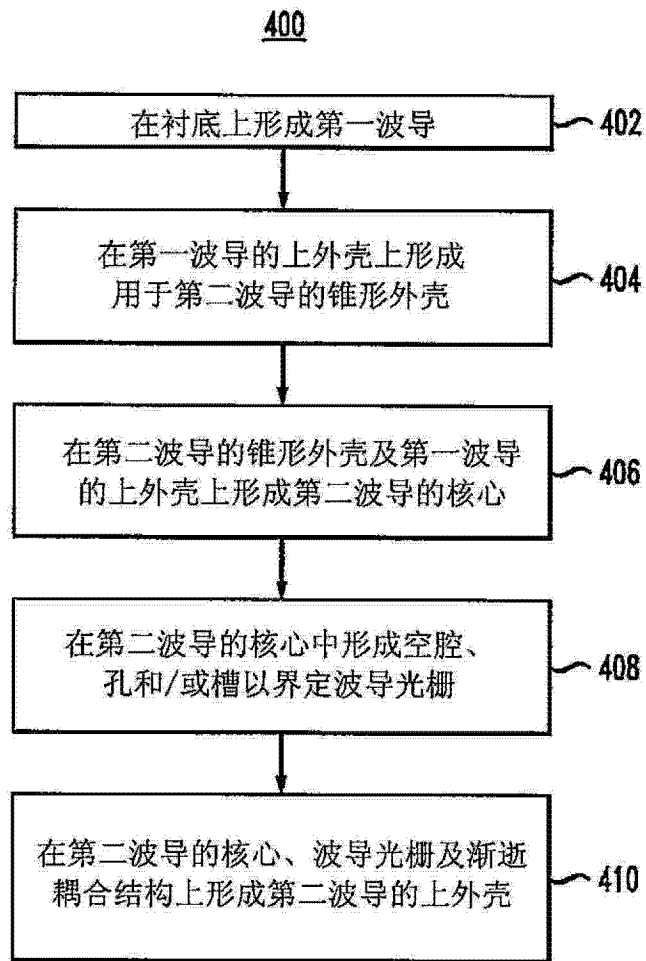 400
在衬底上形成第一波导
402
在第一波导的上外壳上形成
用于第二波导的锥形外壳
404
在第二波导的锥形外壳及第一波导
的上外壳上形成第二波导的核心
406
在第二波导的核心中形成空腔、
孔和/或槽以界定波导光栅
408
在第二波导的核心、波导光栅及渐逝
耦合结构上形成第二波导的上外壳
410